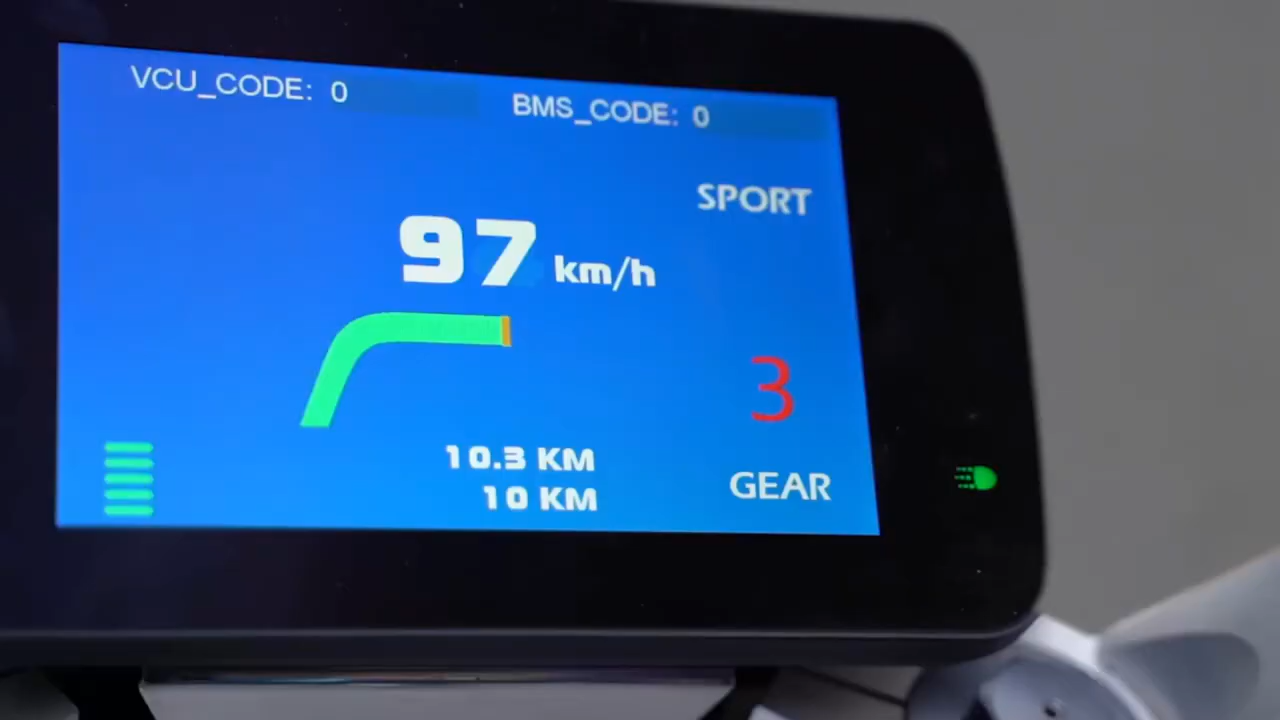 VCU_CODE: 0
BMS_CODE: 0
SPORT
97 km/h
3
10.3 KM
10 KM
GEAR